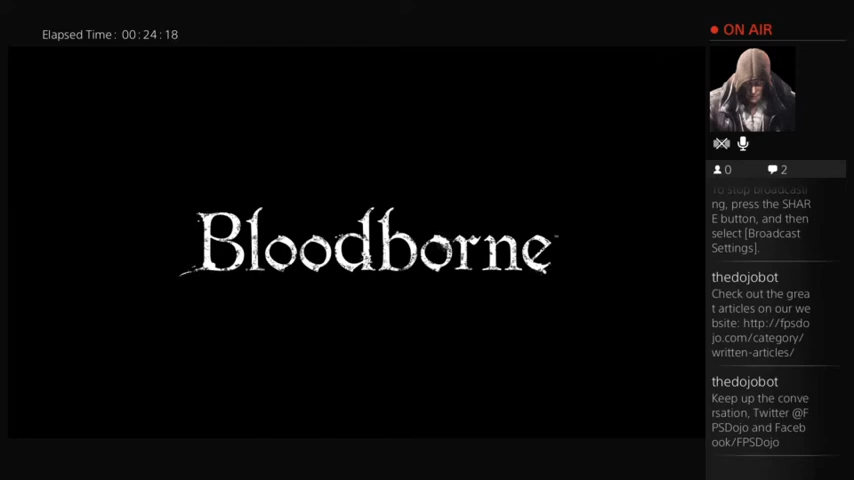 Elapsed Time: 00:24:18
ON AIR
Bloodborne™
0
2
To stop broadcasti
ng, press the SHAR
E button, and then
select [Broadcast
Settings].
thedojobot
Check out the grea
t articles on our we
bsite: http://fpsdo
jo.com/category/
written-articles/
thedojobot
Keep up the conve
rsation, Twitter @F
PSDojo and Faceb
ook/FPSDojo